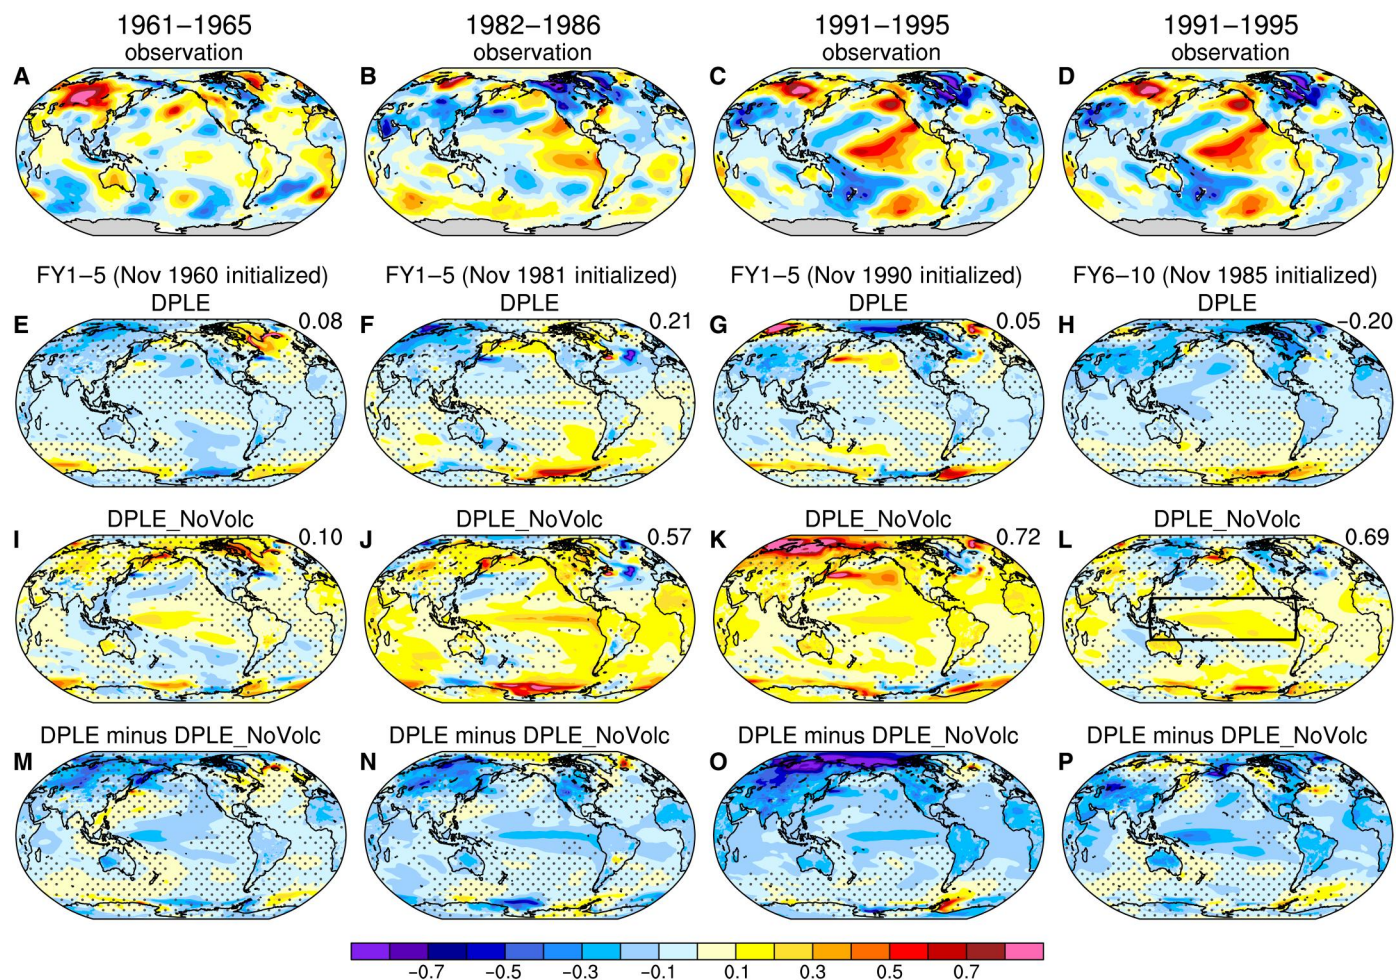 1961–1965 1982–1986 1991–1995 1991–1995
observation observation observation observation
A B C D
FY1–5 (Nov 1960 initialized) FY1–5 (Nov 1981 initialized) FY1–5 (Nov 1990 initialized) FY6–10 (Nov 1985 initialized)
DPLE DPLE DPLE DPLE
E 0.08 F 0.21 G 0.05 H −0.20
DPLE_NoVolc DPLE_NoVolc DPLE_NoVolc DPLE_NoVolc
I 0.10 J 0.57 K 0.72 L 0.69
DPLE minus DPLE_NoVolc DPLE minus DPLE_NoVolc DPLE minus DPLE_NoVolc DPLE minus DPLE_NoVolc
M N O P
-0.7 -0.5 -0.3 -0.1 0.1 0.3 0.5 0.7